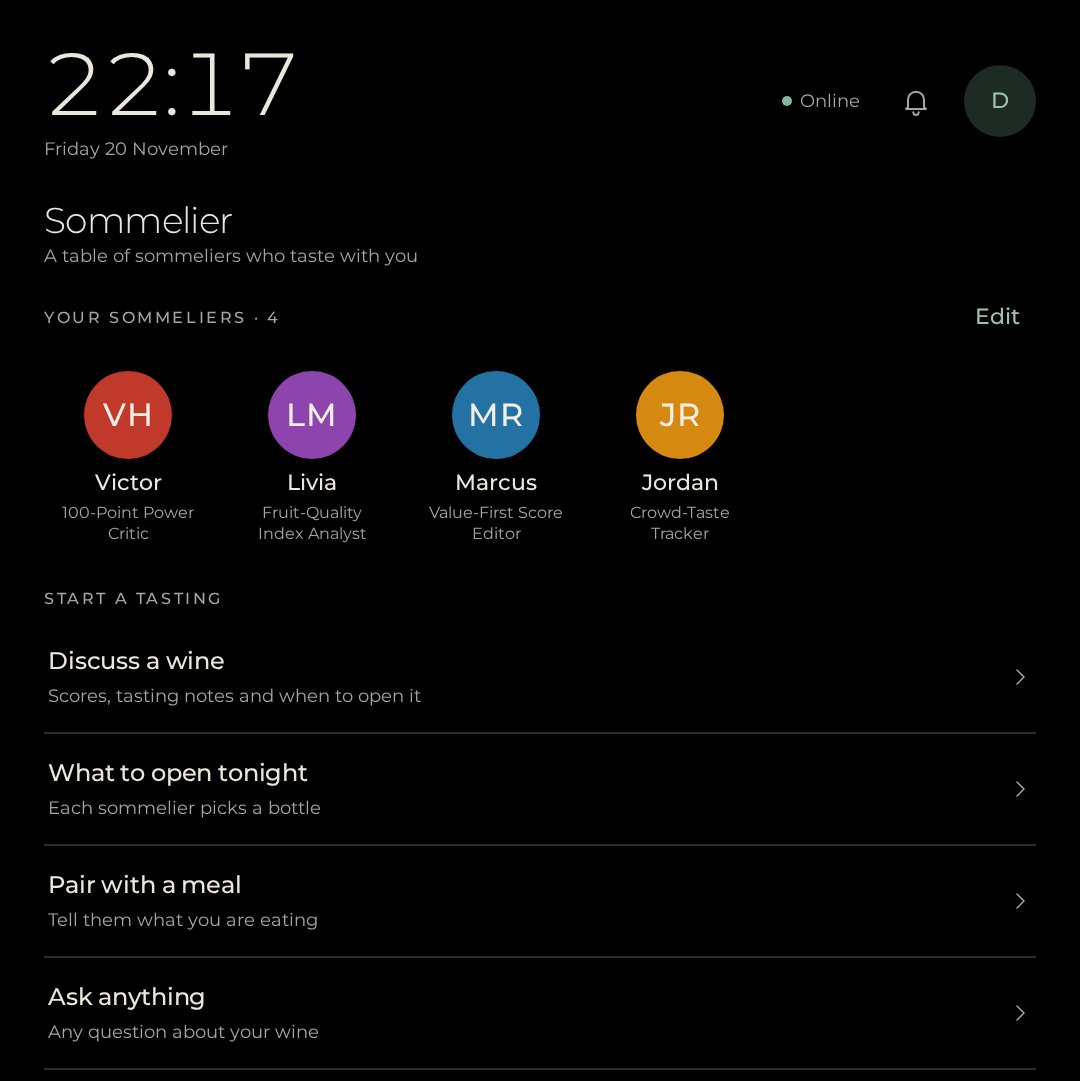 22:17
Online
D
Friday 20 November
Sommelier
A table of sommeliers who taste with you
YOUR SOMMELIERS · 4
Edit
VH
LM
MR
JR
Victor
Livia
Marcus
Jordan
100-Point Power
Critic
Fruit-Quality
Index Analyst
Value-First Score
Editor
Crowd-Taste
Tracker
START A TASTING
Discuss a wine
Scores, tasting notes and when to open it
What to open tonight
Each sommelier picks a bottle
Pair with a meal
Tell them what you are eating
Ask anything
Any question about your wine